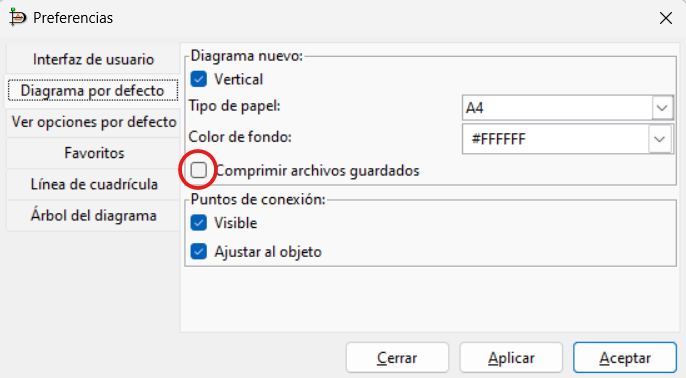 Preferencias
Interfaz de usuario
Diagrama por defecto
Ver opciones por defecto
Favoritos
Línea de cuadrícula
Árbol del diagrama
Diagrama nuevo:
Vertical
Tipo de papel:
A4
Color de fondo:
#FFFFFF
Comprimir archivos guardados
Puntos de conexión:
Visible
Ajustar al objeto
Cerrar
Aplicar
Aceptar